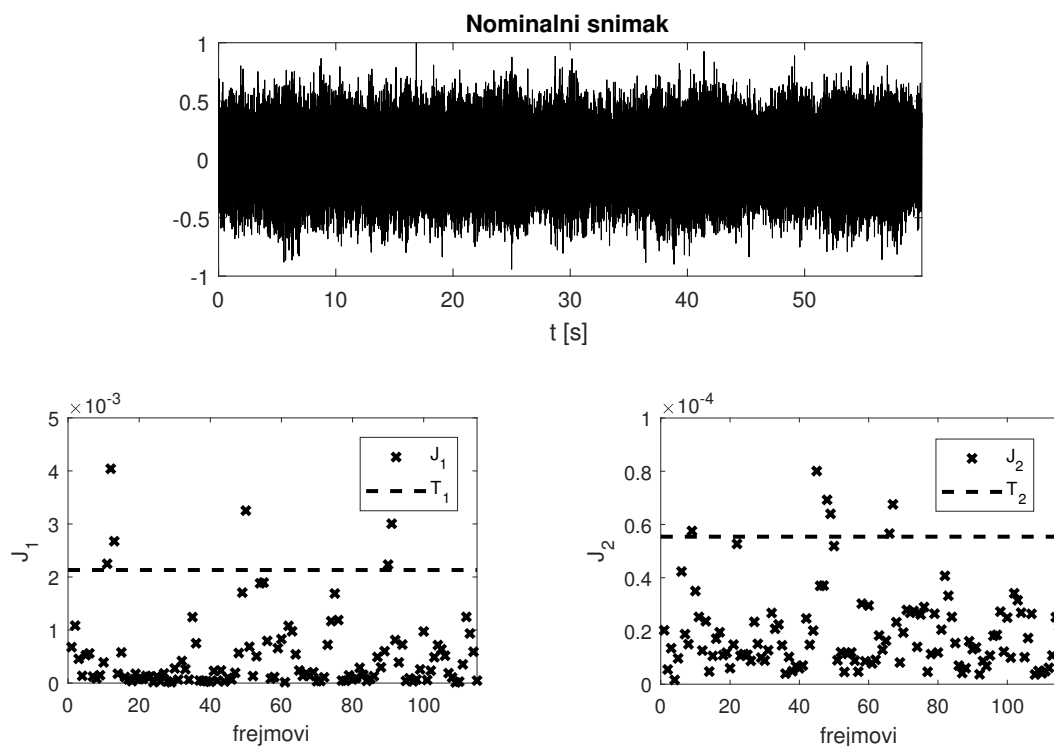 Nominalni snimak
1
0.5
0
-0.5
-1
0 10 20 30 40 50
t [s]
× 10^-3
5
4
3
2
1
0
J_1
J_1
T_1
0 20 40 60 80 100
frejmovi
× 10^-4
1
0.8
0.6
0.4
0.2
0
J_2
J_2
T_2
0 20 40 60 80 100
frejmovi